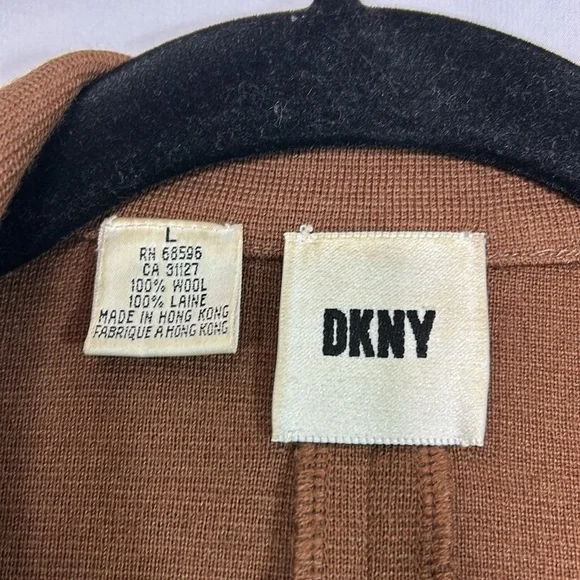 L
RN 68596
CA 31127
100% WOOL
100% LAINE
MADE IN HONG KONG
FABRIQUE A HONG KONG
DKNY